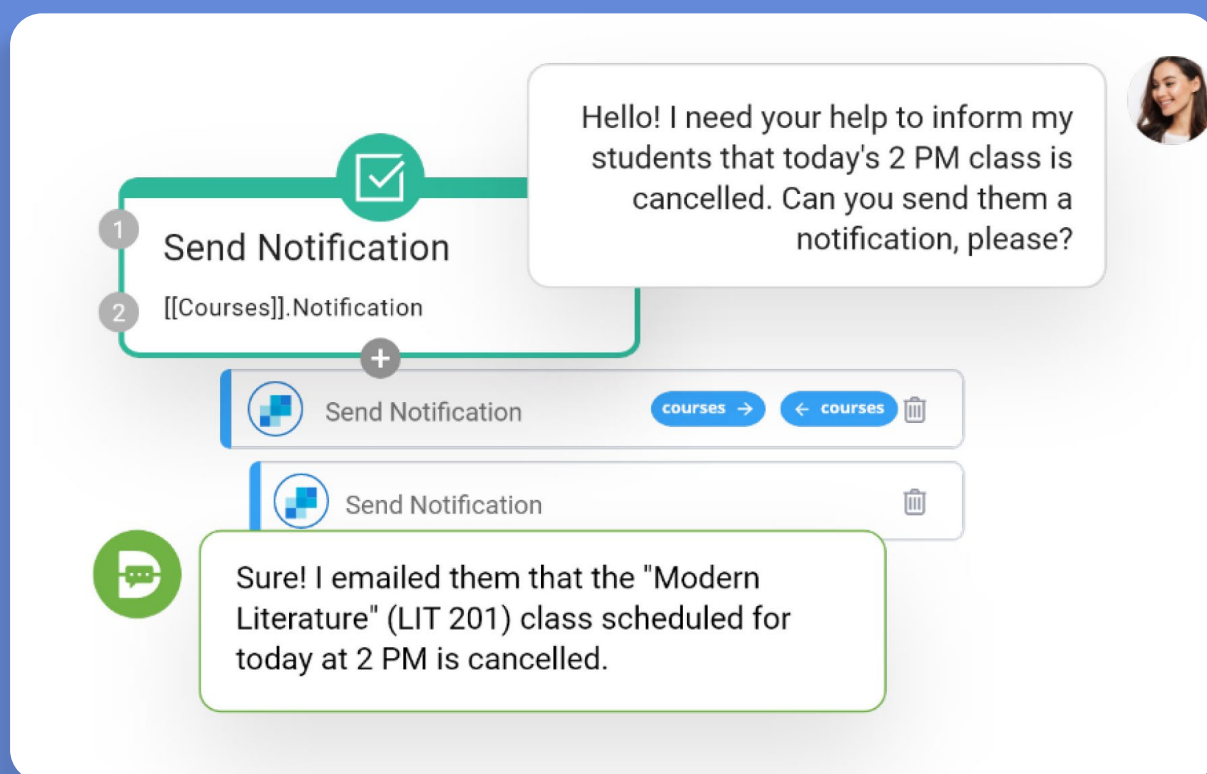 Hello! I need your help to inform my
students that today's 2 PM class is
cancelled. Can you send them a
notification, please?
1
Send Notification
2
[[Courses]].Notification
+
Send Notification
courses →
← courses
Send Notification
Sure! I emailed them that the "Modern
Literature" (LIT 201) class scheduled for
today at 2 PM is cancelled.